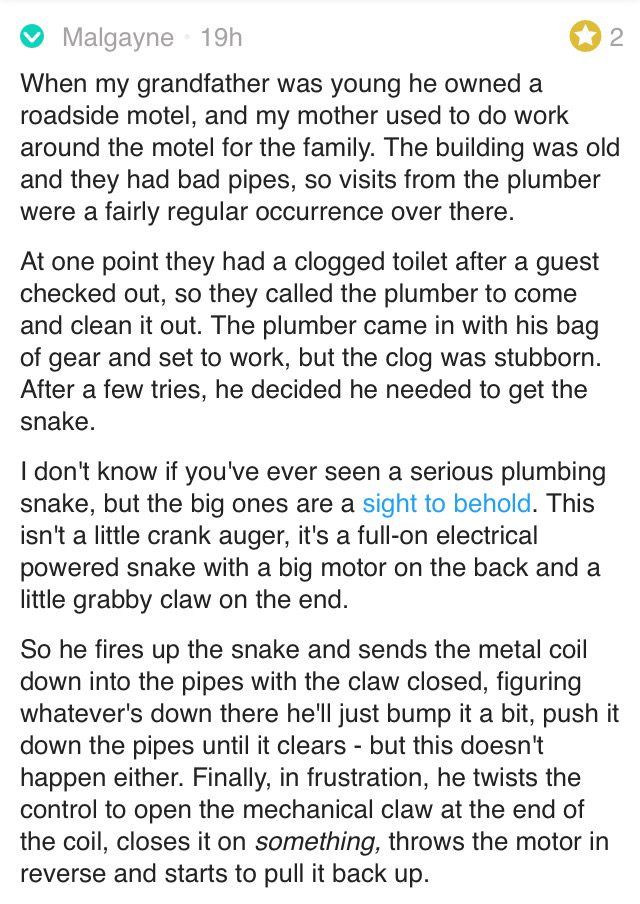 Malgayne • 19h 2
When my grandfather was young he owned a
roadside motel, and my mother used to do work
around the motel for the family. The building was old
and they had bad pipes, so visits from the plumber
were a fairly regular occurrence over there.
At one point they had a clogged toilet after a guest
checked out, so they called the plumber to come
and clean it out. The plumber came in with his bag
of gear and set to work, but the clog was stubborn.
After a few tries, he decided he needed to get the
snake.
I don't know if you've ever seen a serious plumbing
snake, but the big ones are a sight to behold. This
isn't a little crank auger, it's a full-on electrical
powered snake with a big motor on the back and a
little grabby claw on the end.
So he fires up the snake and sends the metal coil
down into the pipes with the claw closed, figuring
whatever's down there he'll just bump it a bit, push it
down the pipes until it clears - but this doesn't
happen either. Finally, in frustration, he twists the
control to open the mechanical claw at the end of
the coil, closes it on something, throws the motor in
reverse and starts to pull it back up.